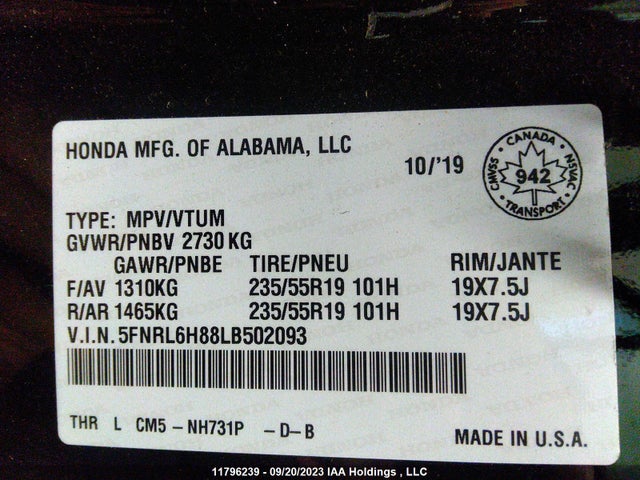 HONDA MFG. OF ALABAMA, LLC
10/'19
CANADA
CMVSS
942
NSVAC
TRANSPORT
TYPE: MPV/VTUM
GVWR/PNBV 2730 KG
GAWR/PNBE TIRE/PNEU RIM/JANTE
F/AV 1310KG 235/55R19 101H 19X7.5J
R/AR 1465KG 235/55R19 101H 19X7.5J
V.I.N. 5FNRL6H88LB502093
THR L CM5 - NH731P - D - B
MADE IN U.S.A.
11796239 - 09/20/2023 IAA Holdings , LLC